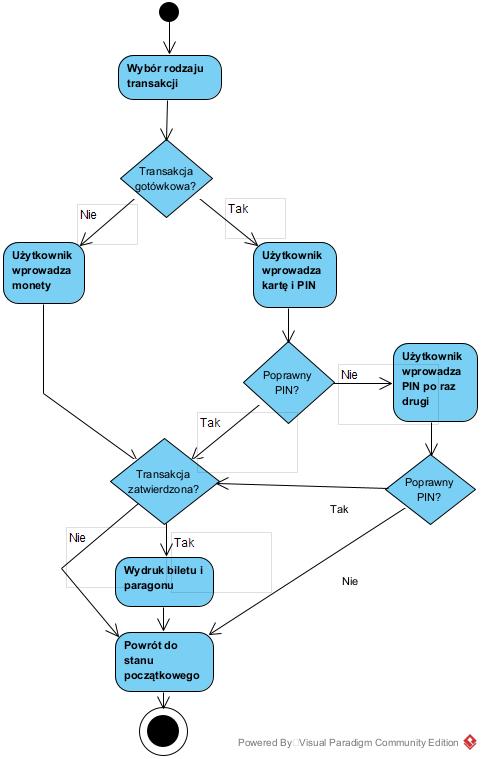 Wybór rodzaju
transakcji
Transakcja
gotówkowa?
Nie
Tak
Użytkownik
wprowadza
monety
Użytkownik
wprowadza
kartę i PIN
Poprawny
PIN?
Nie
Użytkownik
wprowadza
PIN po raz
drugi
Tak
Transakcja
zatwierdzona?
Poprawny
PIN?
Tak
Nie
Tak
Wydruk biletu i
paragonu
Nie
Powrót do
stanu
początkowego
Powered By Visual Paradigm Community Edition